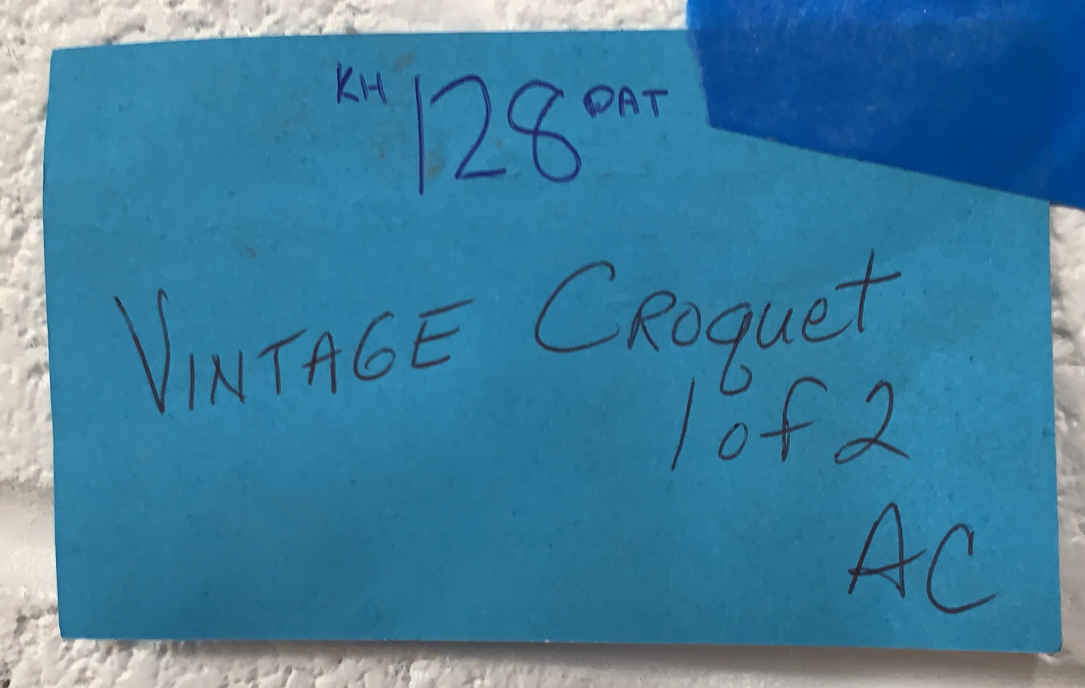 KH 128 DAT
VINTAGE CROquet
1 of 2
AC